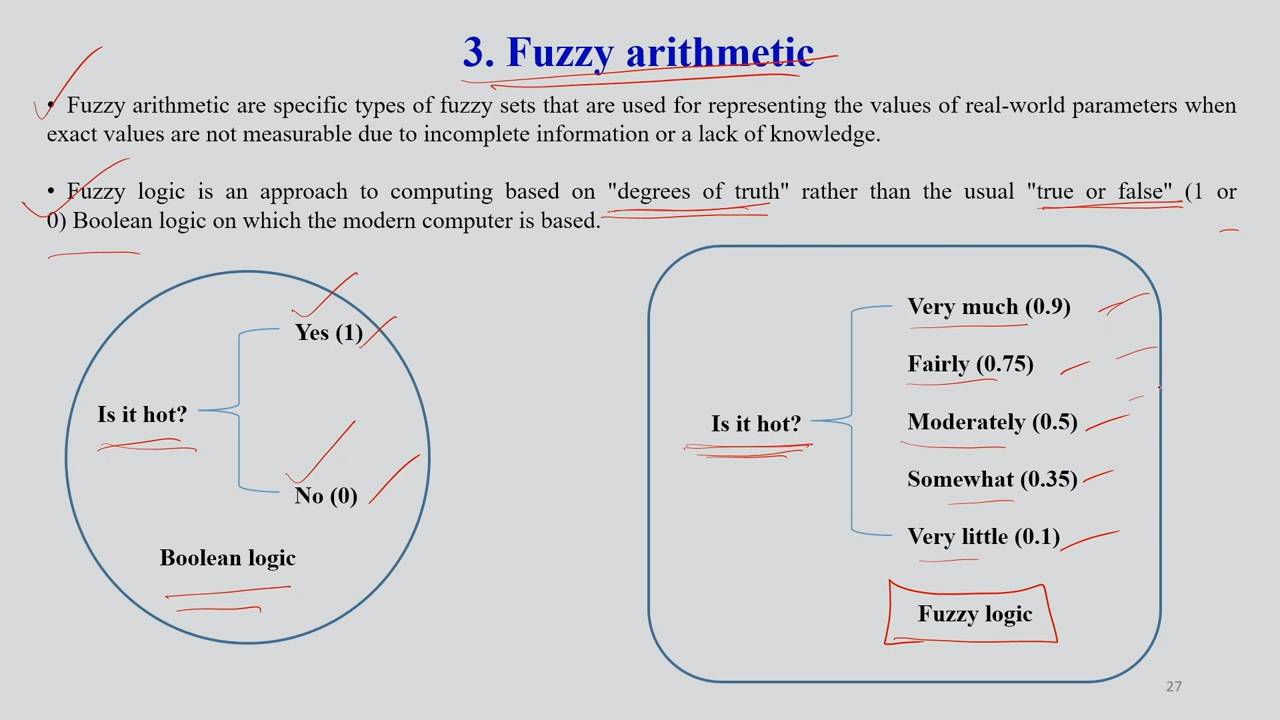 3. Fuzzy arithmetic
• Fuzzy arithmetic are specific types of fuzzy sets that are used for representing the values of real-world parameters when
exact values are not measurable due to incomplete information or a lack of knowledge.
• Fuzzy logic is an approach to computing based on "degrees of truth" rather than the usual "true or false" (1 or
0) Boolean logic on which the modern computer is based.
Is it hot?
Yes (1)
No (0)
Boolean logic
Is it hot?
Very much (0.9)
Fairly (0.75)
Moderately (0.5)
Somewhat (0.35)
Very little (0.1)
Fuzzy logic
27